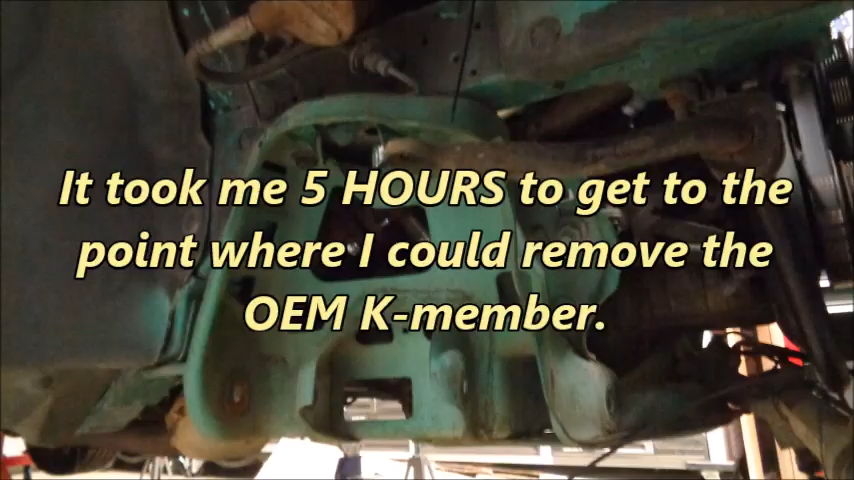 It took me 5 HOURS to get to the
point where I could remove the
OEM K-member.